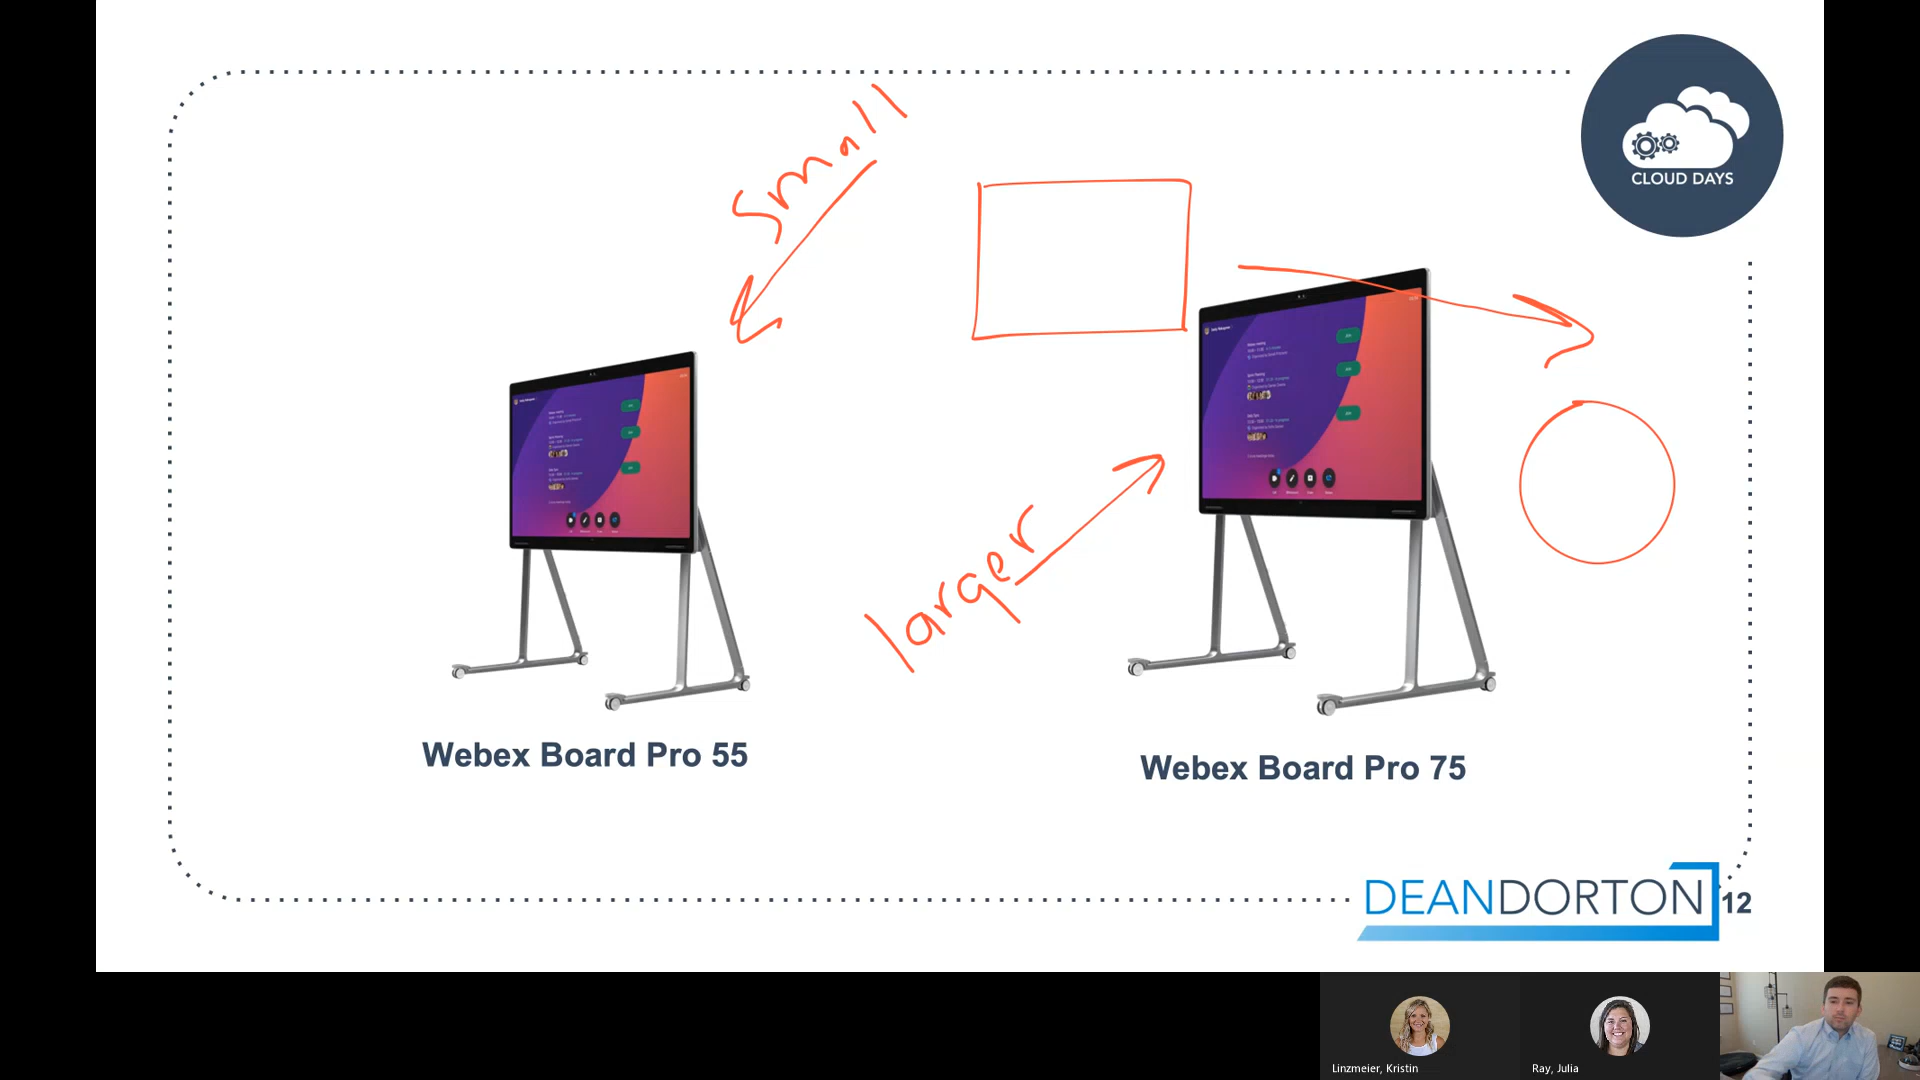 small
CLOUD DAYS
larger
Webex Board Pro 55
Webex Board Pro 75
DEANDORTON
12
Linzmeier, Kristin
Ray, Julia